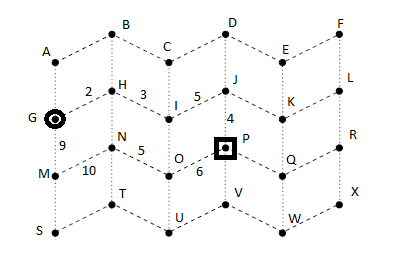 B D F
A C E
H J L
2 3 5 K
G I 4
9 N P R
M 10 5 O 6 Q
T V X
S U W